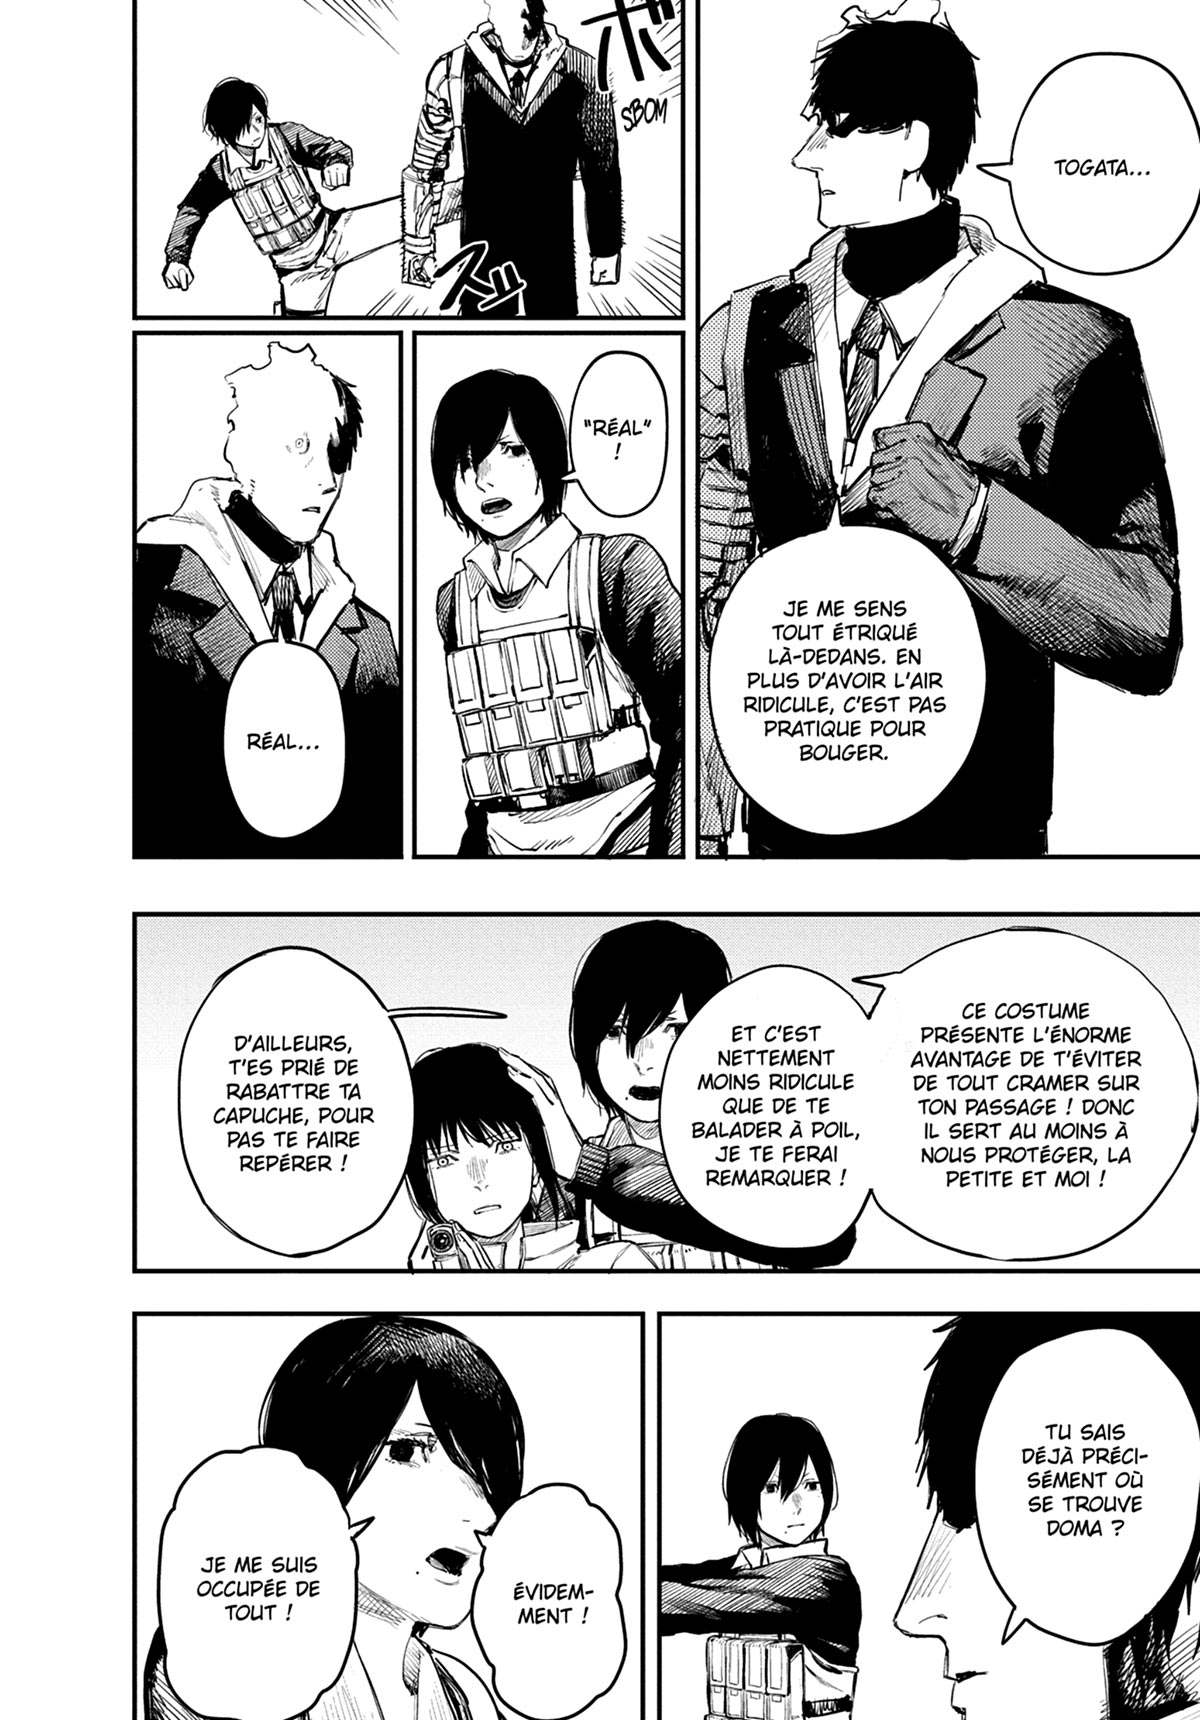 TOGATA...
JE ME SENS
TOUT ÉTRIQUÉ
LÀ-DEDANS. EN
PLUS D'AVOIR L'AIR
RIDICULE, C'EST PAS
PRATIQUE POUR
BOUGER.
ボ
SBOM
スッ
"RÉAL"
!
RÉAL...
CE COSTUME
PRÉSENTE L'ÉNORME
AVANTAGE DE T'ÉVITER
DE TOUT CRAMER SUR
TON PASSAGE ! DONC
IL SERT AU MOINS À
NOUS PROTÉGER, LA
PETITE ET MOI !
ET C'EST
NETTEMENT
MOINS RIDICULE
QUE DE TE
BALADER À POIL,
JE TE FERAI
REMARQUER !
D'AILLEURS,
T'ES PRIÉ DE
RABATTRE TA
CAPUCHE, POUR
PAS TE FAIRE
REPÉRER !
TU SAIS
DÉJÀ PRÉCI-
SÉMENT OÙ
SE TROUVE
DOMA ?
ÉVIDEM-
MENT !
JE ME SUIS
OCCUPÉE DE
TOUT !